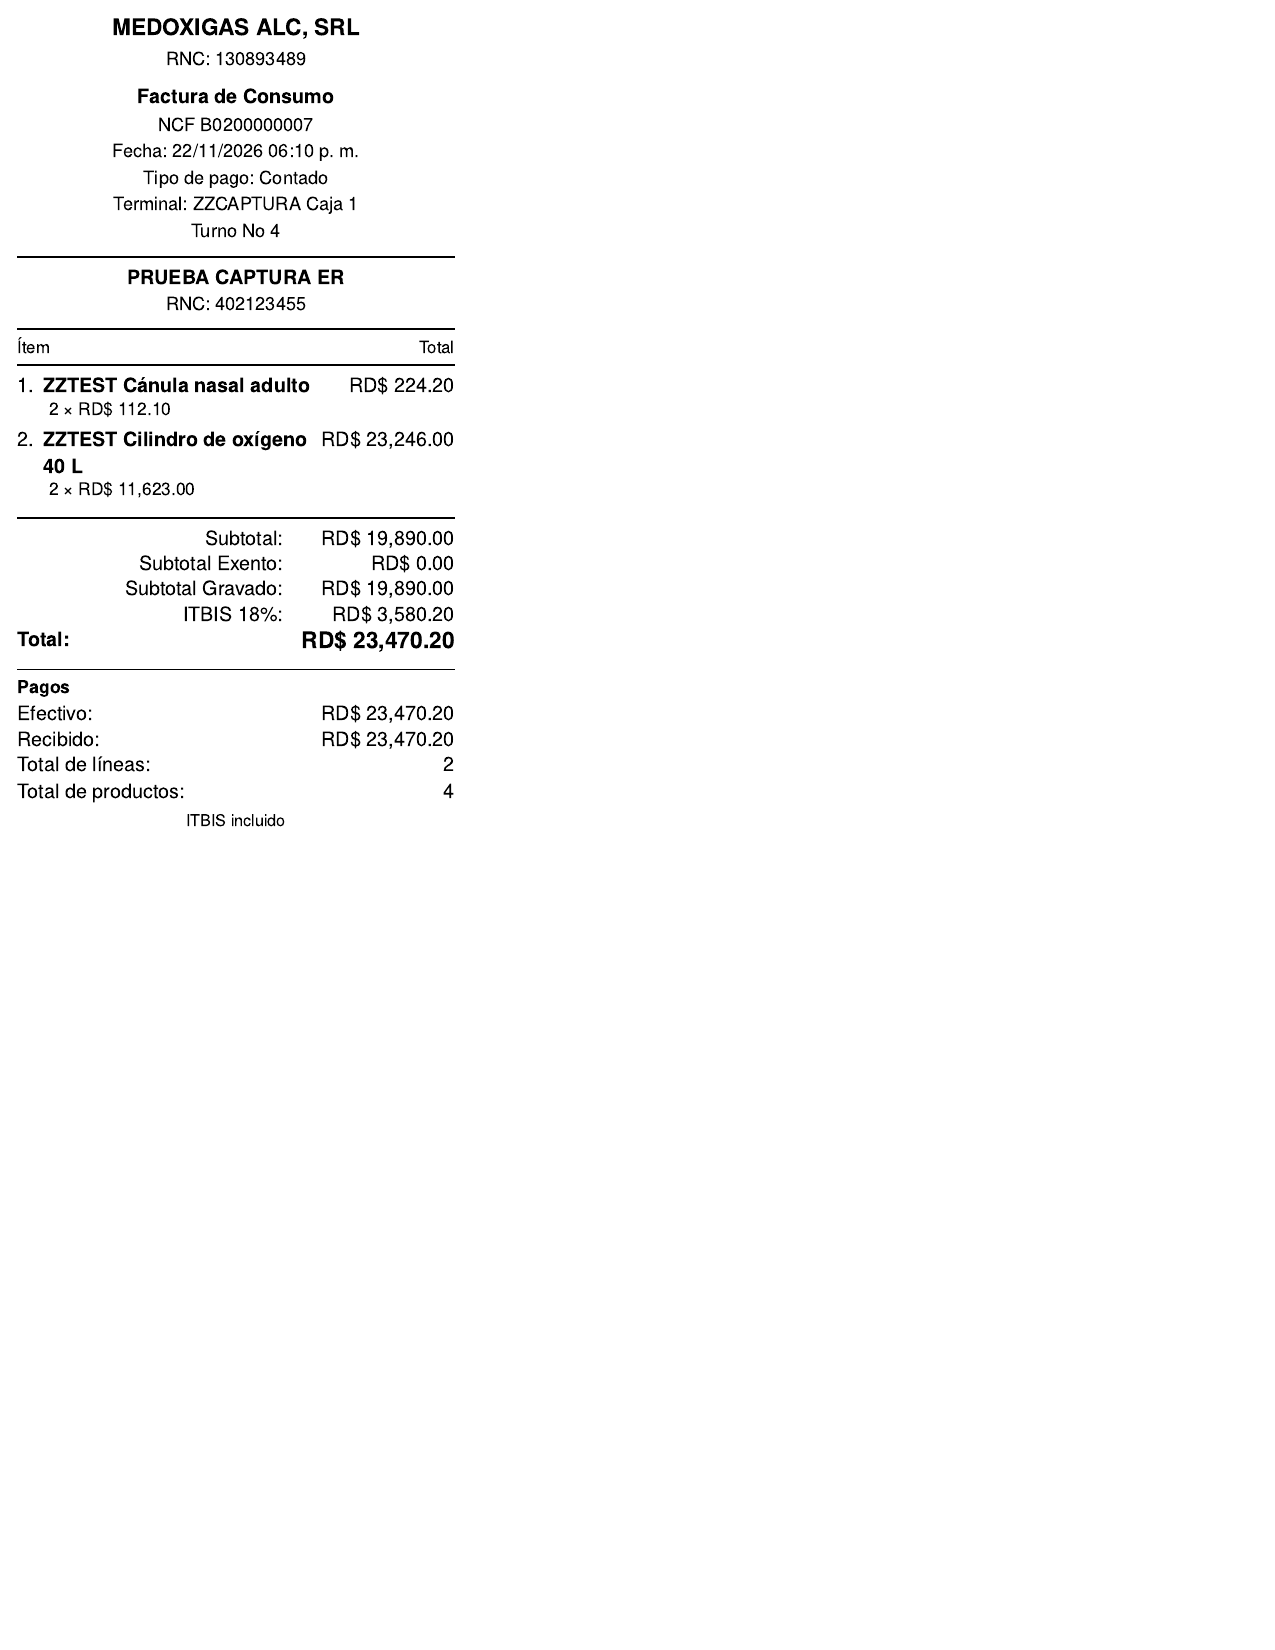 MEDOXIGAS ALC, SRL
RNC: 130893489
Factura de Consumo
NCF B0200000007
Fecha: 22/11/2026 06:10 p. m.
Tipo de pago: Contado
Terminal: ZZCAPTURA Caja 1
Turno No 4
PRUEBA CAPTURA ER
RNC: 402123455
Ítem Total
1. ZZTEST Cánula nasal adulto RD$ 224.20
2 × RD$ 112.10
2. ZZTEST Cilindro de oxígeno RD$ 23,246.00
40 L
2 × RD$ 11,623.00
Subtotal: RD$ 19,890.00
Subtotal Exento: RD$ 0.00
Subtotal Gravado: RD$ 19,890.00
ITBIS 18%: RD$ 3,580.20
Total: RD$ 23,470.20
Pagos
Efectivo: RD$ 23,470.20
Recibido: RD$ 23,470.20
Total de líneas: 2
Total de productos: 4
ITBIS incluido